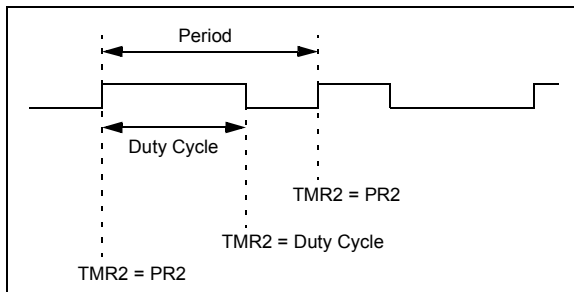 Period
Duty Cycle
TMR2 = PR2
TMR2 = Duty Cycle
TMR2 = PR2